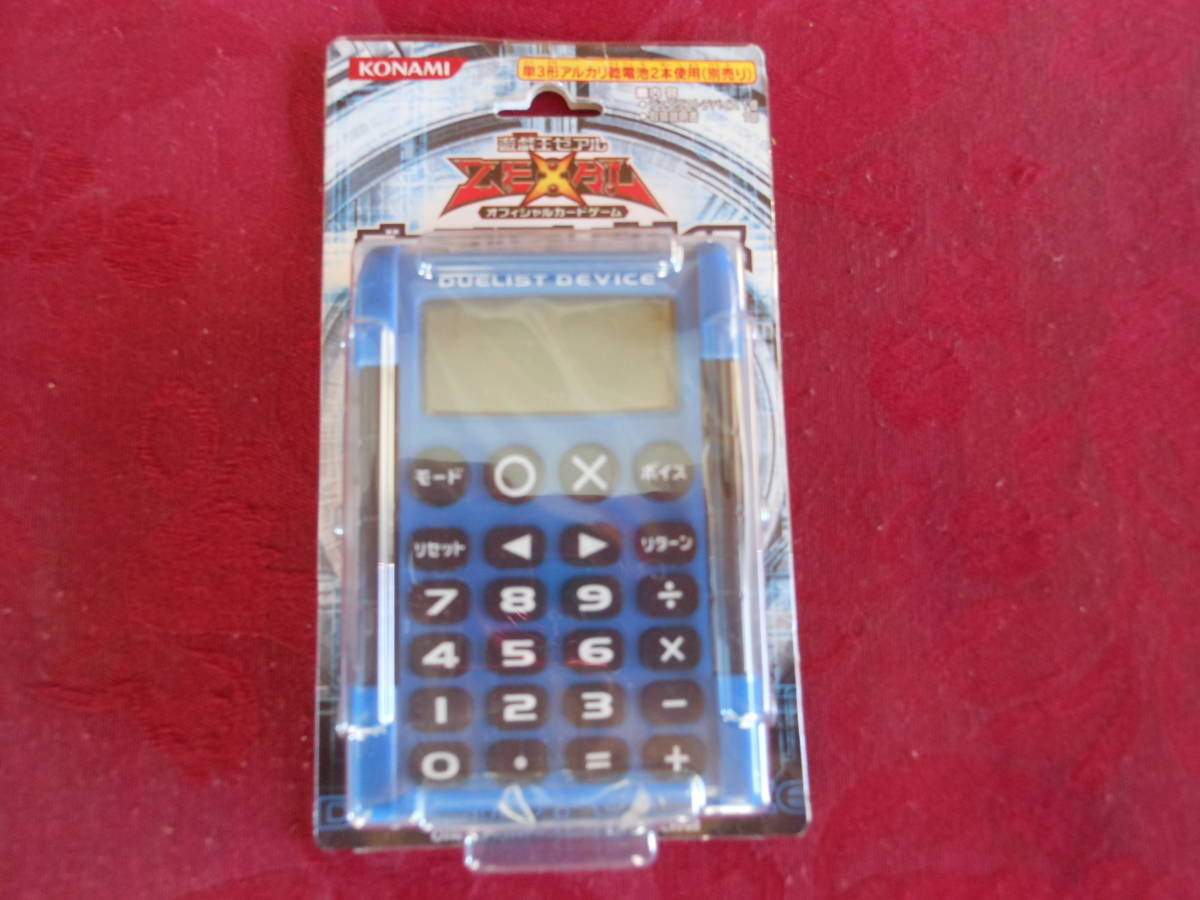 KONAMI
単3形アルカリ乾電池2本使用(別売り)
遊戯王ゼアル
ZEXAL
オフィシャルカードゲーム
DUELIST DEVICE
モード ○ × ボイス
リセット ◀ ▶ リターン
7 8 9 ÷
4 5 6 ×
1 2 3 −
0 . = +